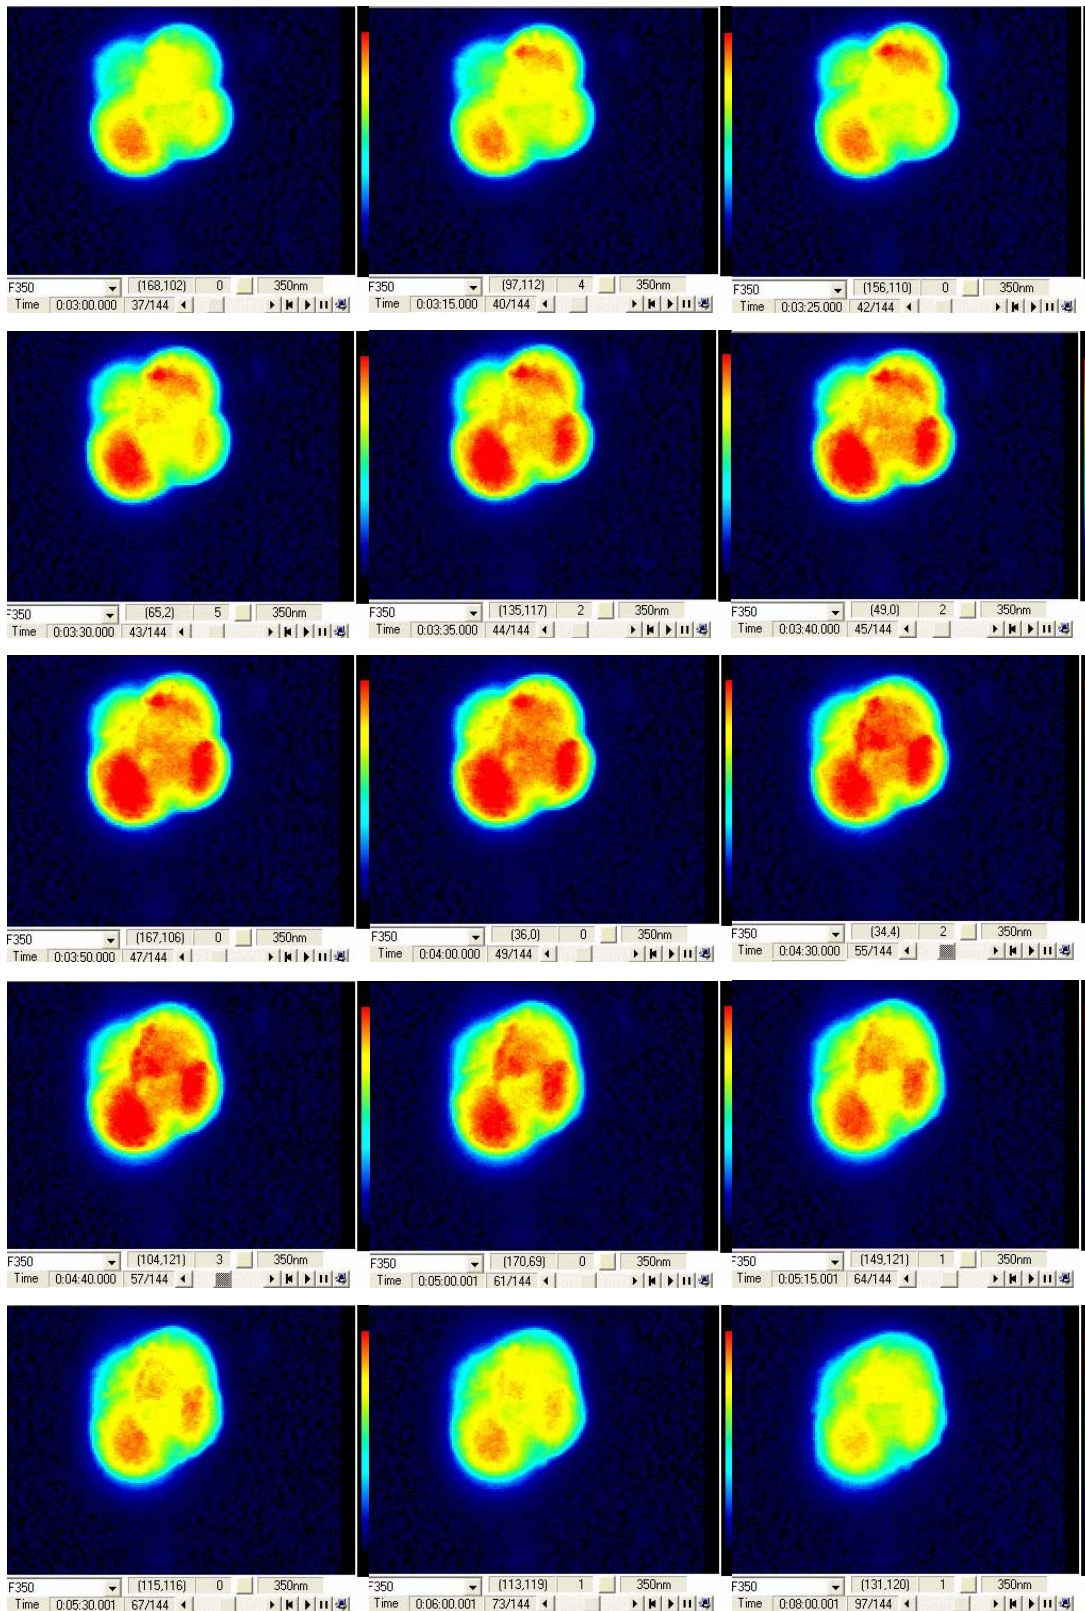 F350 (168,102) 0 350nm
Time 0:03:00.000 37/144
F350 (97,112) 4 350nm
Time 0:03:15.000 40/144
F350 (156,110) 0 350nm
Time 0:03:25.000 42/144
F350 (65,2) 5 350nm
Time 0:03:30.000 43/144
F350 (135,117) 2 350nm
Time 0:03:35.000 44/144
F350 (49,0) 2 350nm
Time 0:03:40.000 45/144
F350 (167,106) 0 350nm
Time 0:03:50.000 47/144
F350 (36,0) 0 350nm
Time 0:04:00.000 49/144
F350 (34,4) 2 350nm
Time 0:04:30.000 55/144
F350 (104,121) 3 350nm
Time 0:04:40.000 57/144
F350 (170,69) 0 350nm
Time 0:05:00.001 61/144
F350 (149,121) 1 350nm
Time 0:05:15.001 64/144
F350 (115,116) 0 350nm
Time 0:05:30.001 67/144
F350 (113,119) 1 350nm
Time 0:06:00.001 73/144
F350 (131,120) 1 350nm
Time 0:08:00.001 97/144